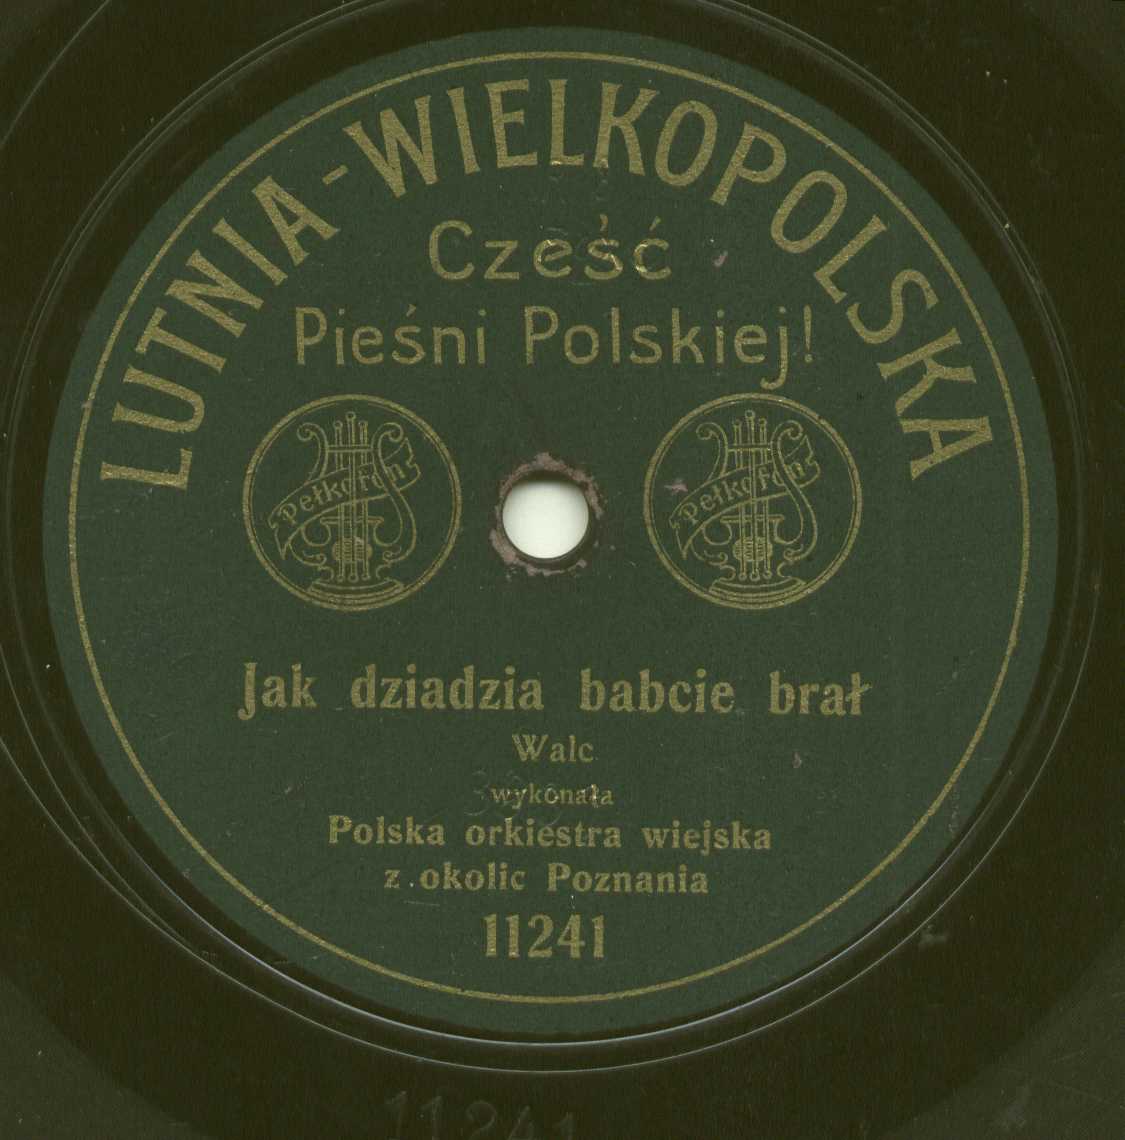 LUTNIA - WIELKOPOLSKA
Cześć
Pieśni Polskiej!
Pełkofon
Pełkofon
Jak dziadzia babcie brał
Walc
wykonała
Polska orkiestra wiejska
z okolic Poznania
11241
11241